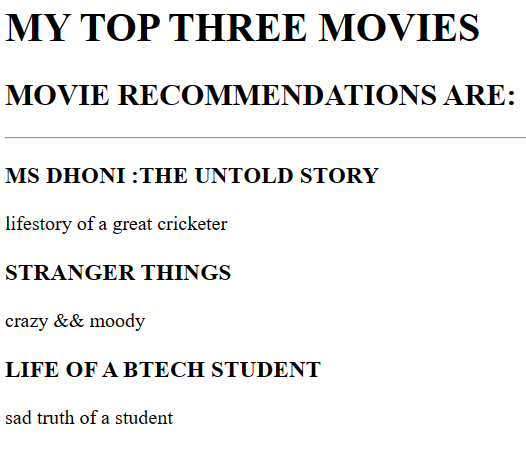 MY TOP THREE MOVIES
MOVIE RECOMMENDATIONS ARE:
MS DHONI :THE UNTOLD STORY
lifestory of a great cricketer
STRANGER THINGS
crazy && moody
LIFE OF A BTECH STUDENT
sad truth of a student